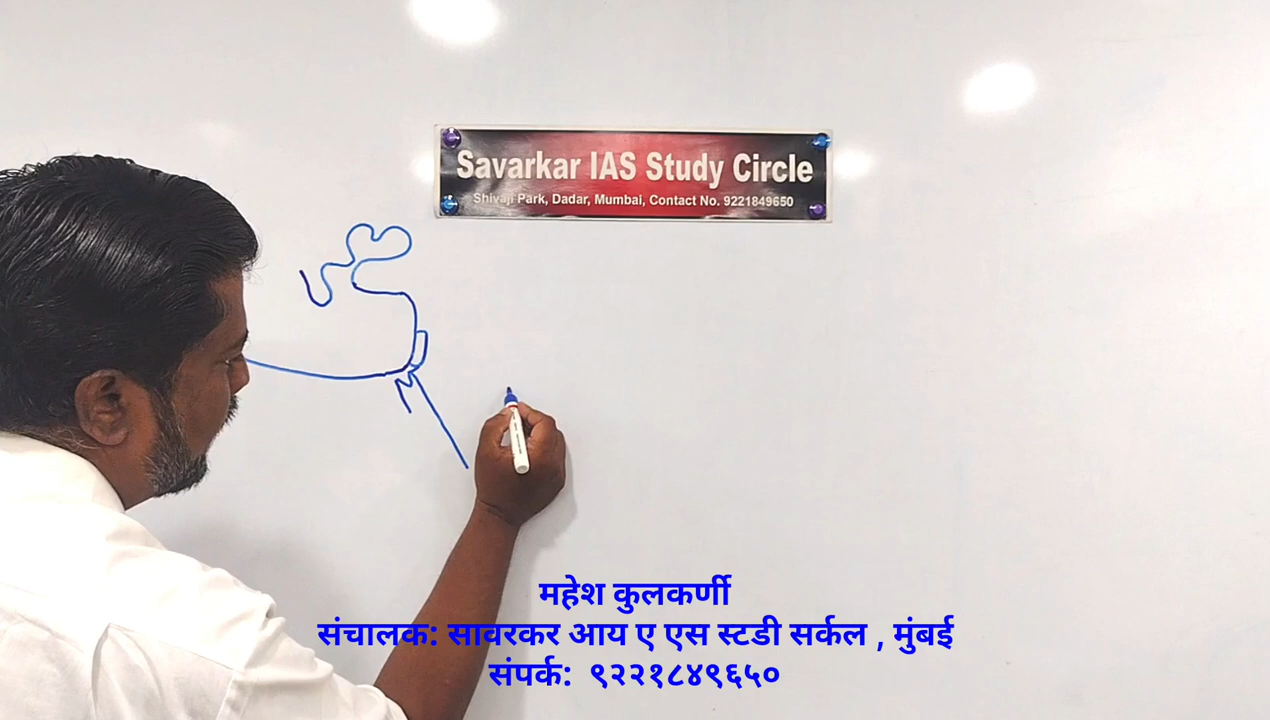 Savarkar IAS Study Circle
Shivaji Park, Dadar, Mumbai, Contact No. 9221849650
महेश कुलकर्णी
संचालक: सावरकर आय ए एस स्टडी सर्कल , मुंबई
संपर्क: ९२२१८४९६५०